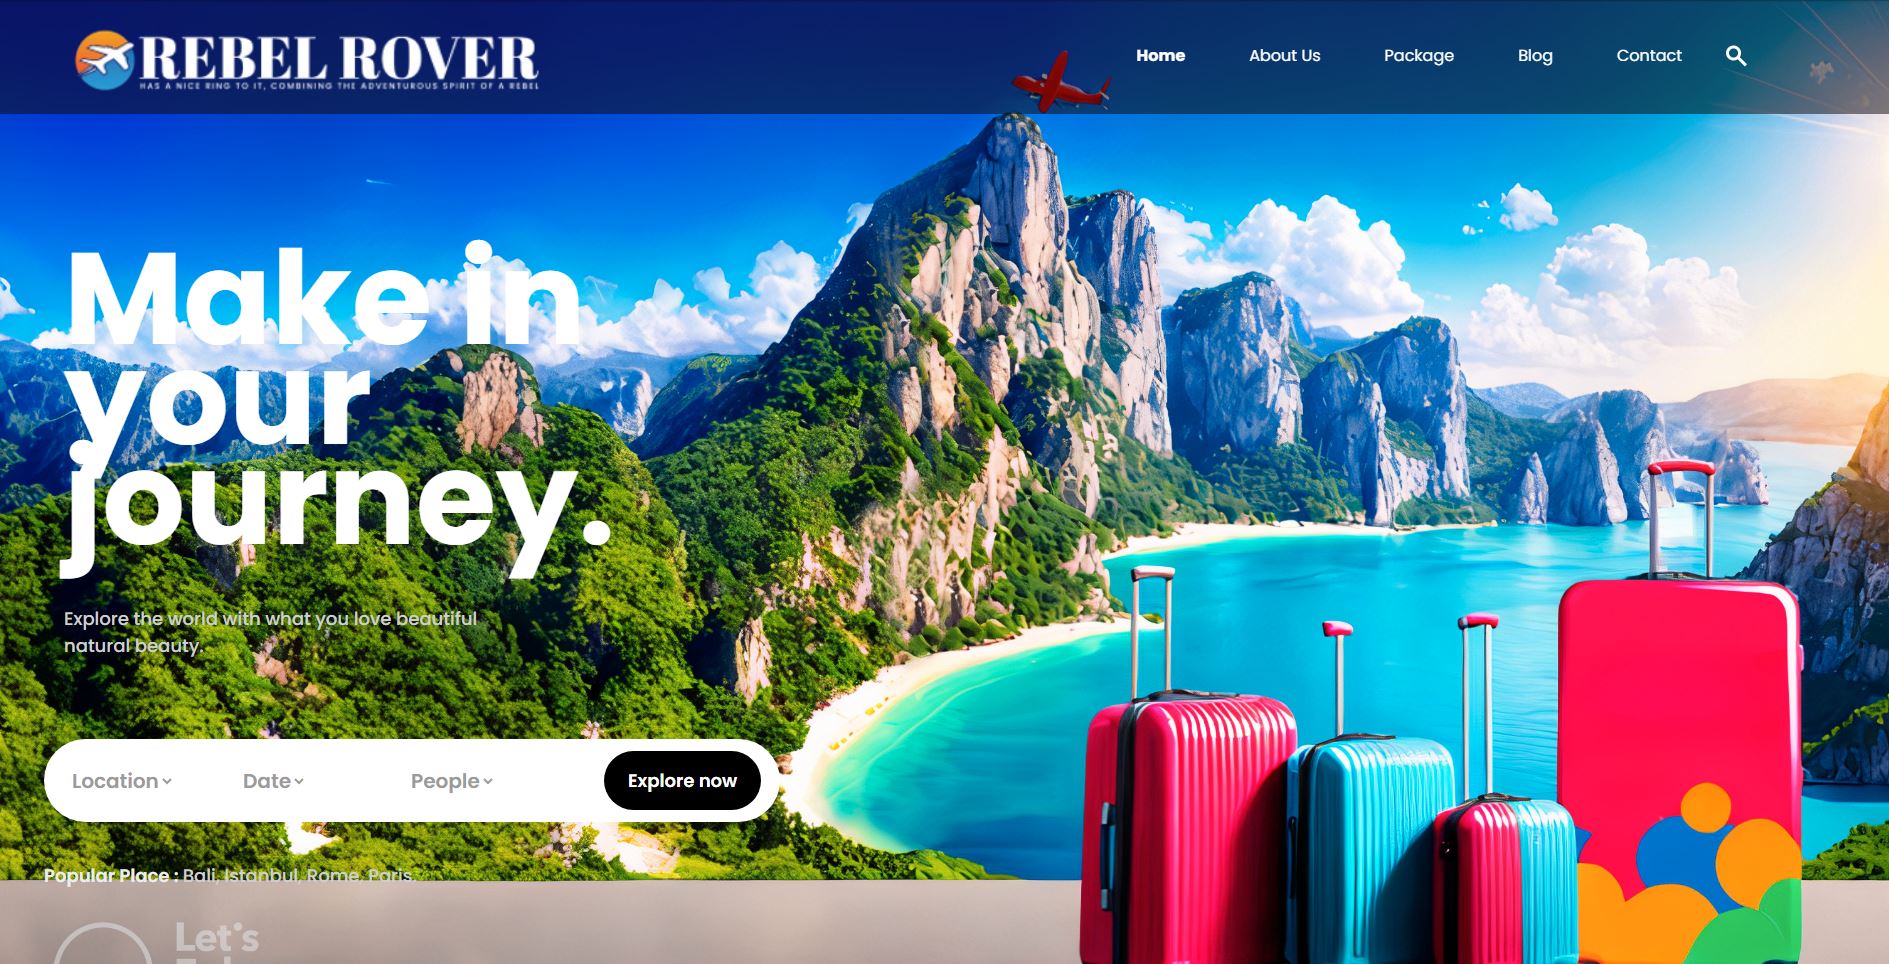 REBEL ROVER
HAS A NICE RING TO IT, COMBINING THE ADVENTUROUS SPIRIT OF A REBEL
Home About Us Package Blog Contact
Make in
your
journey.
Explore the world with what you love beautiful
natural beauty.
Location Date People Explore now
Popular Place : Bali, Istanbul, Rome, Paris.
Let's